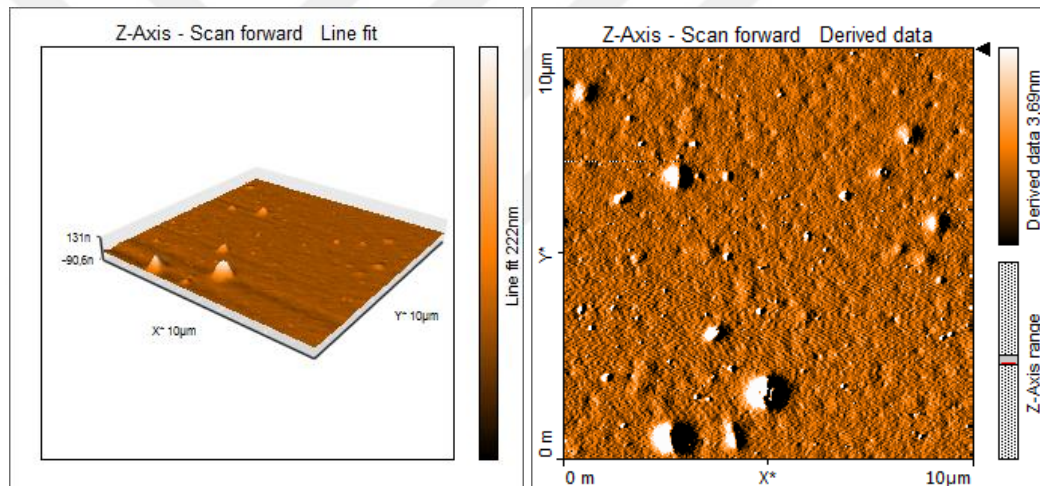 Z-Axis - Scan forward Line fit
131n
-90,6n
X* 10µm
Y* 10µm
Line fit 222nm
Z-Axis - Scan forward Derived data
10µm
Y*
0 m
0 m
X*
10µm
Derived data 3,69nm
Z-Axis range